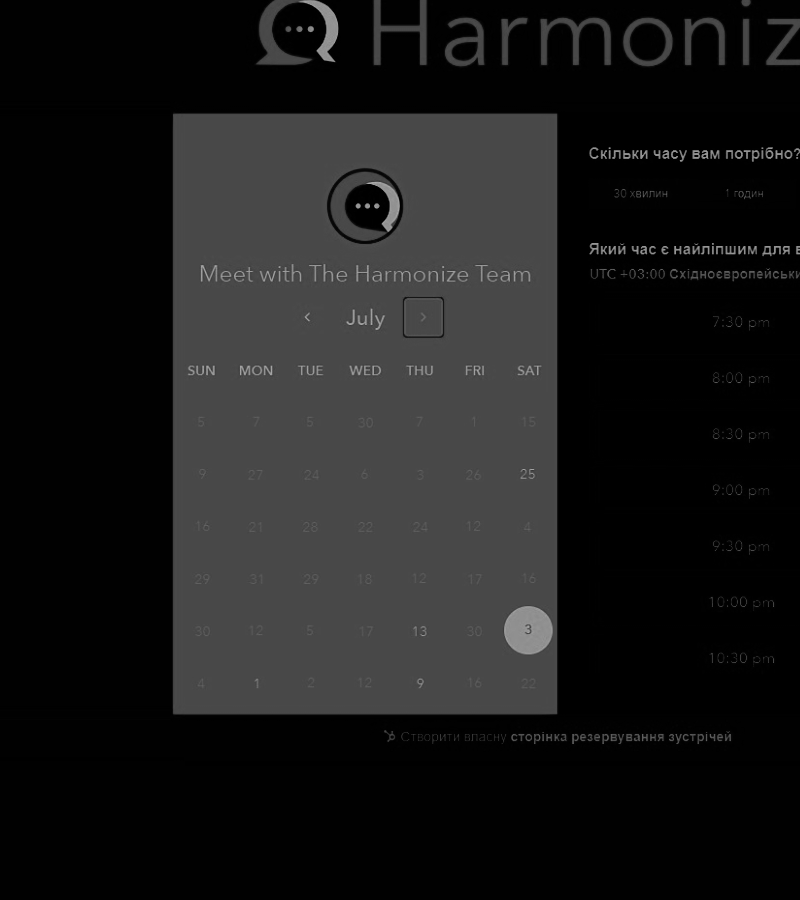 Harmoniz
Meet with The Harmonize Team
July
SUN MON TUE WED THU FRI SAT
5 7 5 30 7 1 15
9 27 24 6 3 26 25
16 21 28 22 24 12 4
29 31 29 18 12 17 16
30 12 5 17 13 30 3
4 1 2 12 9 16 22
Скільки часу вам потрібно?
30 хвилин 1 годин
Який час є найліпшим для в
UTC +03:00 Східноєвропейськи
7:30 pm
8:00 pm
8:30 pm
9:00 pm
9:30 pm
10:00 pm
10:30 pm
Створити власну сторінка резервування зустрічей